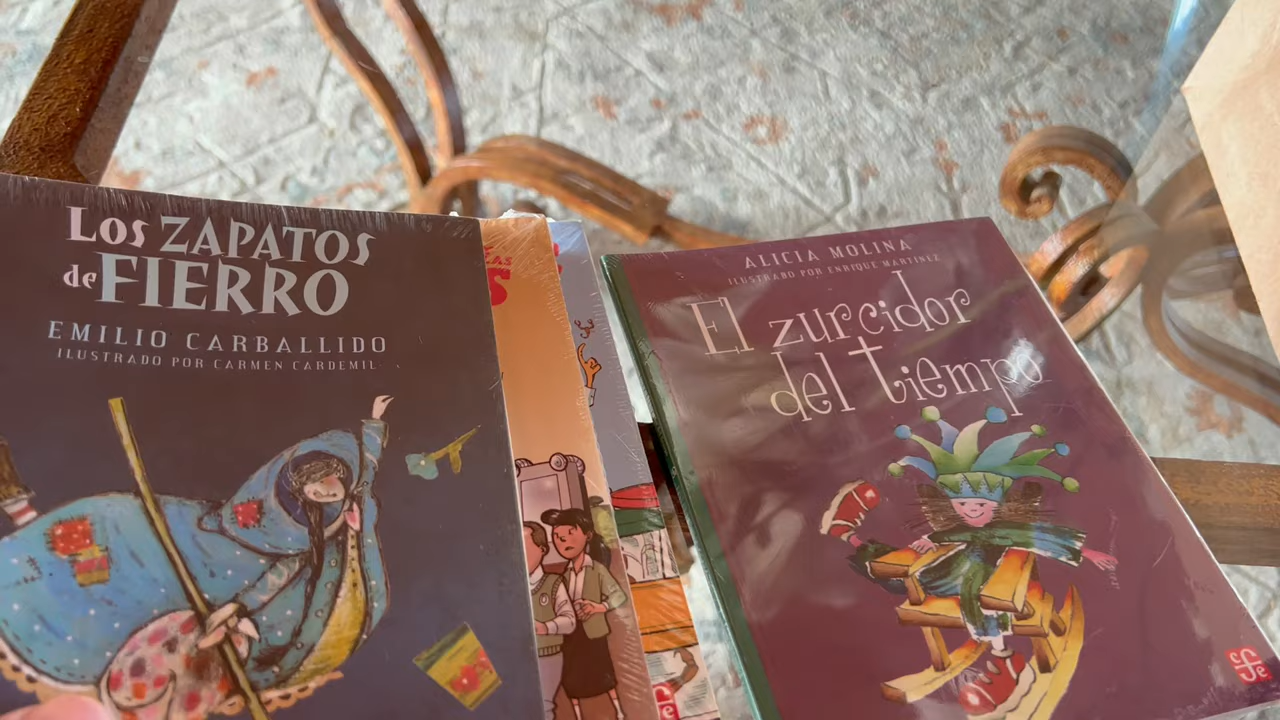 Los ZAPATOS
de FIERRO
EMILIO CARBALLIDO
ILUSTRADO POR CARMEN CARDEMIL
ALICIA MOLINA
ILUSTRADO POR ENRIQUE MARTÍNEZ
El zurcidor
del tiempo
cfe